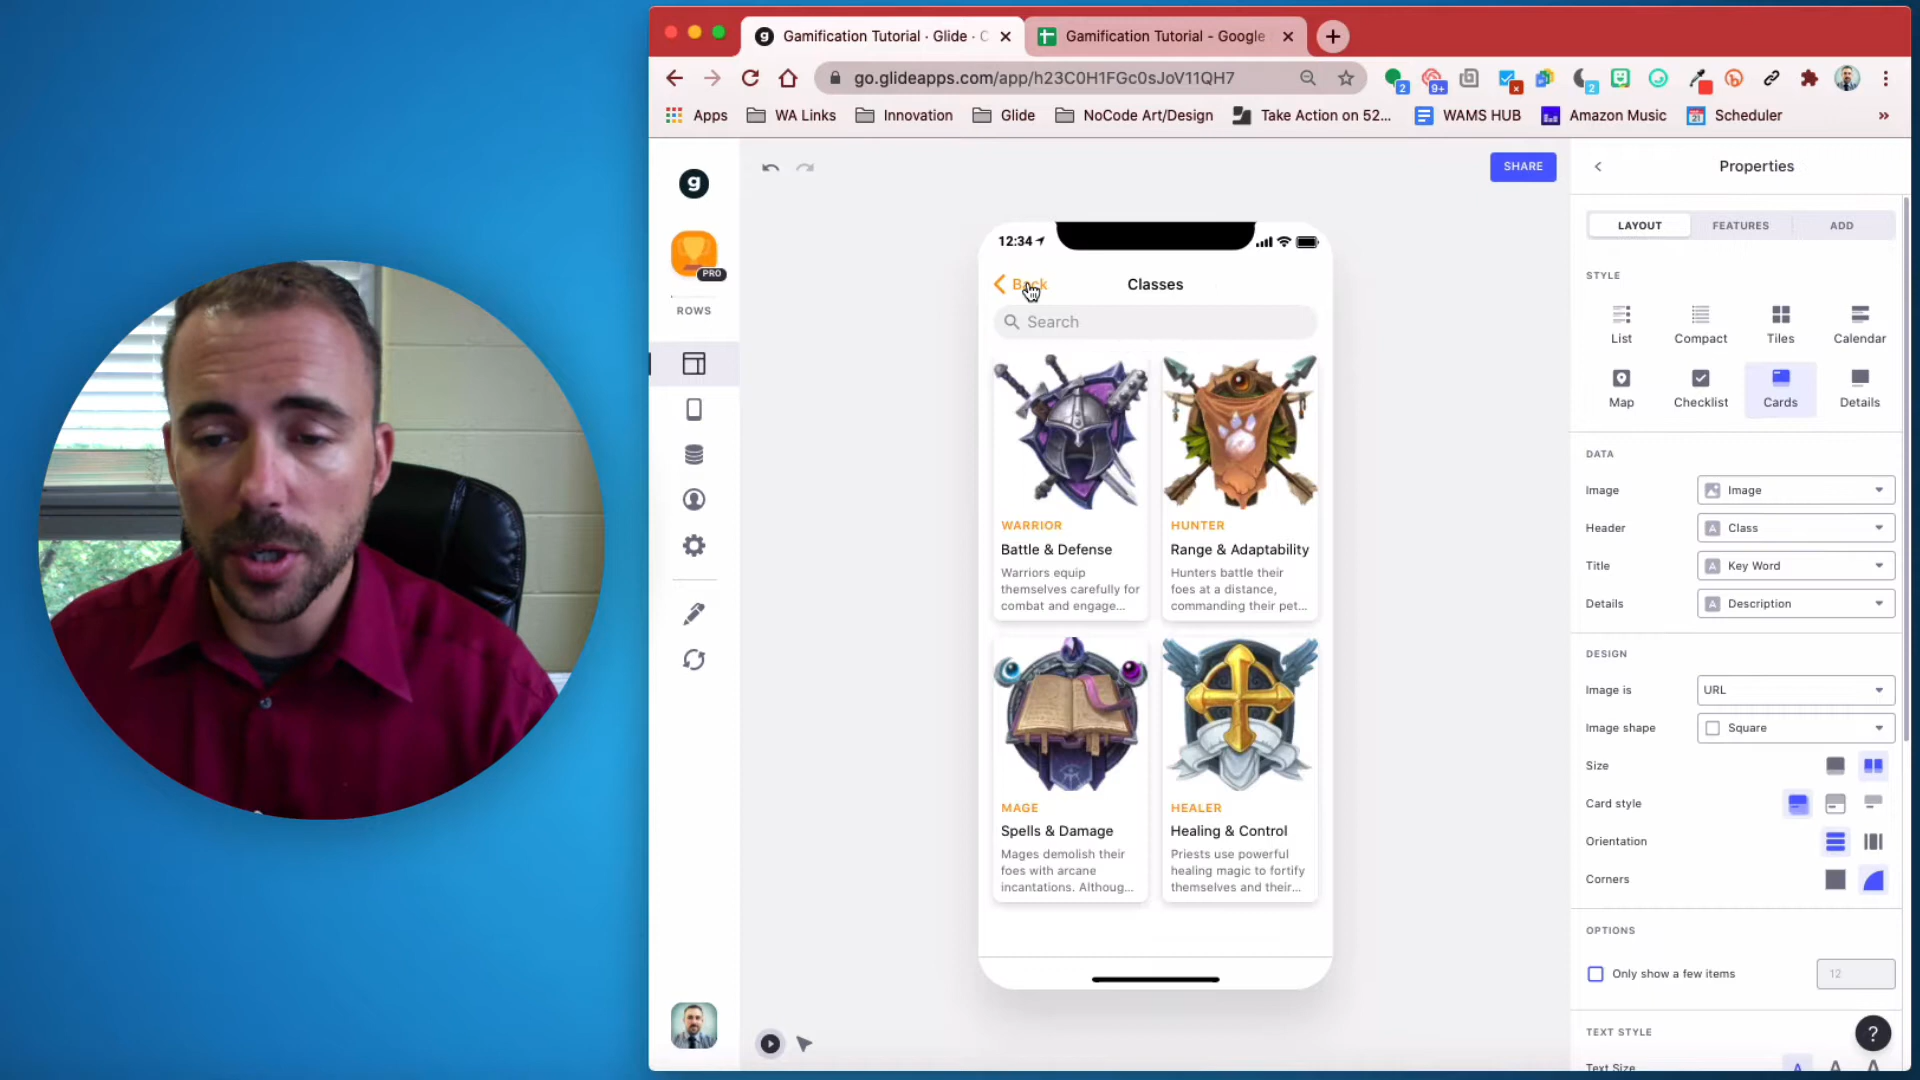 Gamification Tutorial · Glide · C
Gamification Tutorial - Google
go.glideapps.com/app/h23C0H1FGc0sJoV11QH7
2
9+
2
Apps
WA Links
Innovation
Glide
NoCode Art/Design
Take Action on 52...
WAMS HUB
21
Amazon Music
Scheduler
»
g
PRO
ROWS
SHARE
12:34
Back
Classes
Search
WARRIOR
Battle & Defense
Warriors equip
themselves carefully for
combat and engage...
HUNTER
Range & Adaptability
Hunters battle their
foes at a distance,
commanding their pet...
MAGE
Spells & Damage
Mages demolish their
foes with arcane
incantations. Althoug...
HEALER
Healing & Control
Priests use powerful
healing magic to fortify
themselves and their...
Properties
LAYOUT
FEATURES
ADD
STYLE
List
Compact
Tiles
Calendar
Map
Checklist
Cards
Details
DATA
Image
Image
Header
Class
Title
Key Word
Details
Description
DESIGN
Image is
URL
Image shape
Square
Size
Card style
Orientation
Corners
OPTIONS
Only show a few items
12
TEXT STYLE
Text Size
?